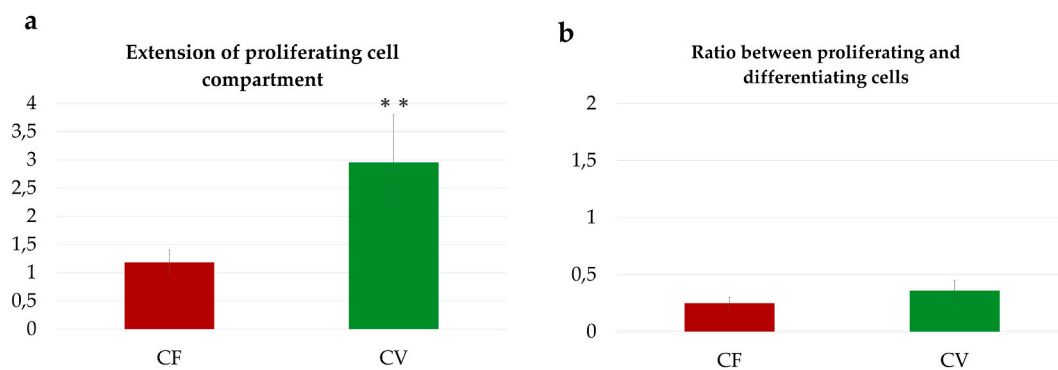 a
Extension of proliferating cell
compartment
* *
4
3,5
3
2,5
2
1,5
1
0,5
0
CF
CV
b
Ratio between proliferating and
differentiating cells
2
1,5
1
0,5
0
CF
CV